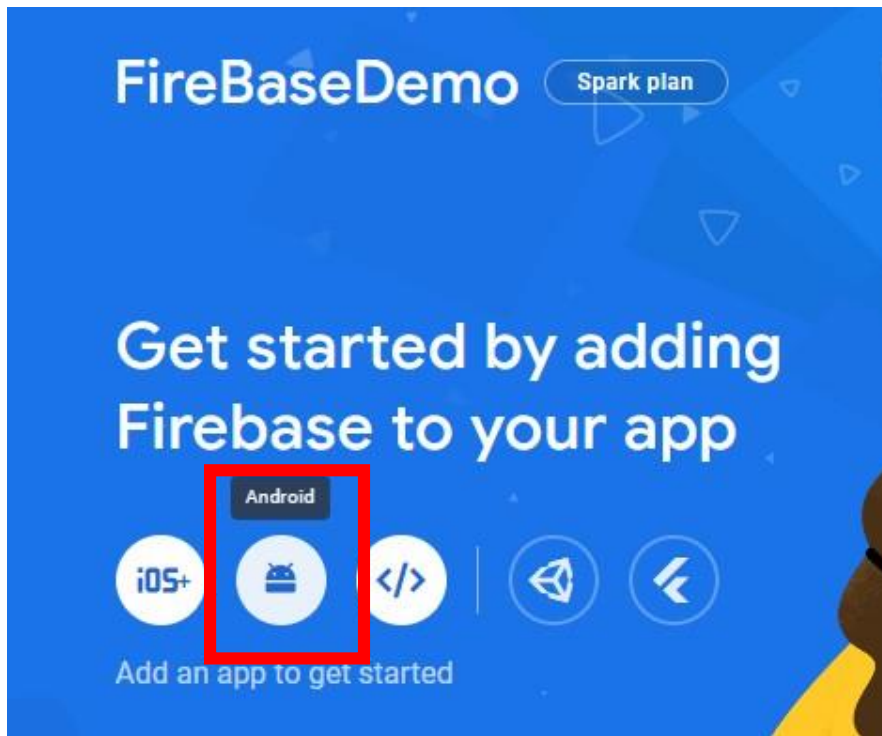 FireBaseDemo Spark plan
Get started by adding
Firebase to your app
Android
iOS+ </>
Add an app to get started